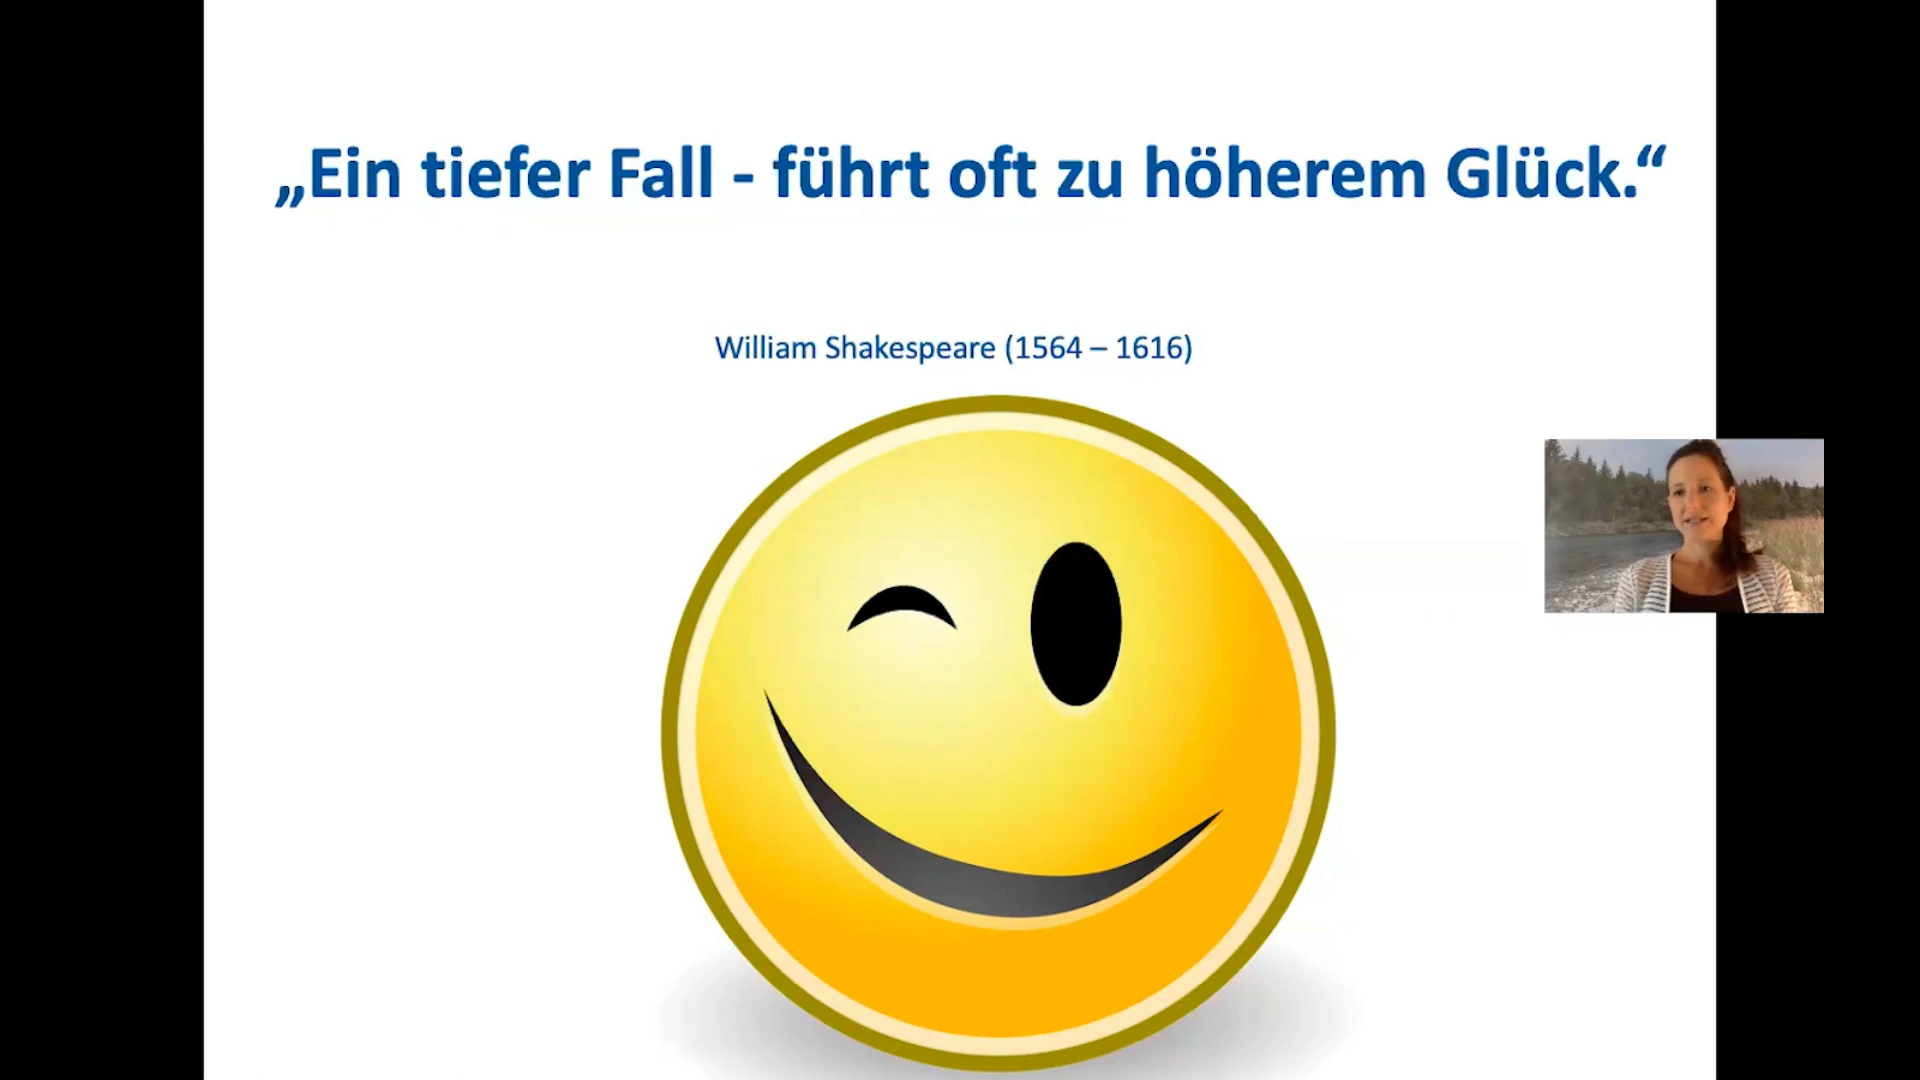 „Ein tiefer Fall - führt oft zu höherem Glück.“
William Shakespeare (1564 – 1616)